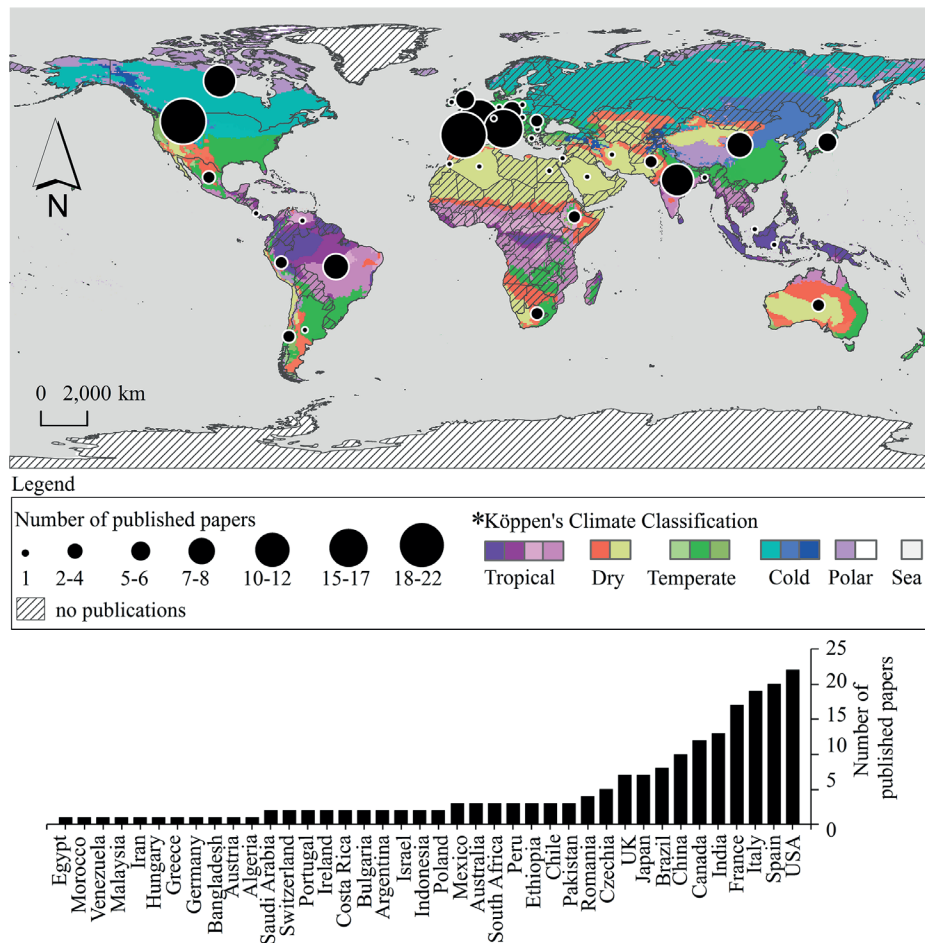 N
0 2,000 km
Legend
Number of published papers
1 2-4 5-6 7-8 10-12 15-17 18-22
no publications
*Köppen's Climate Classification
Tropical Dry Temperate Cold Polar Sea
25
20
15
10
5
0
Number of
published papers
Egypt
Morocco
Venezuela
Malaysia
Iran
Hungary
Greece
Germany
Bangladesh
Austria
Algeria
Saudi Arabia
Switzerland
Portugal
Ireland
Costa Rica
Bulgaria
Argentina
Israel
Indonesia
Poland
Mexico
Australia
South Africa
Peru
Ethiopia
Chile
Pakistan
Romania
Czechia
UK
Japan
Brazil
China
Canada
India
France
Italy
Spain
USA